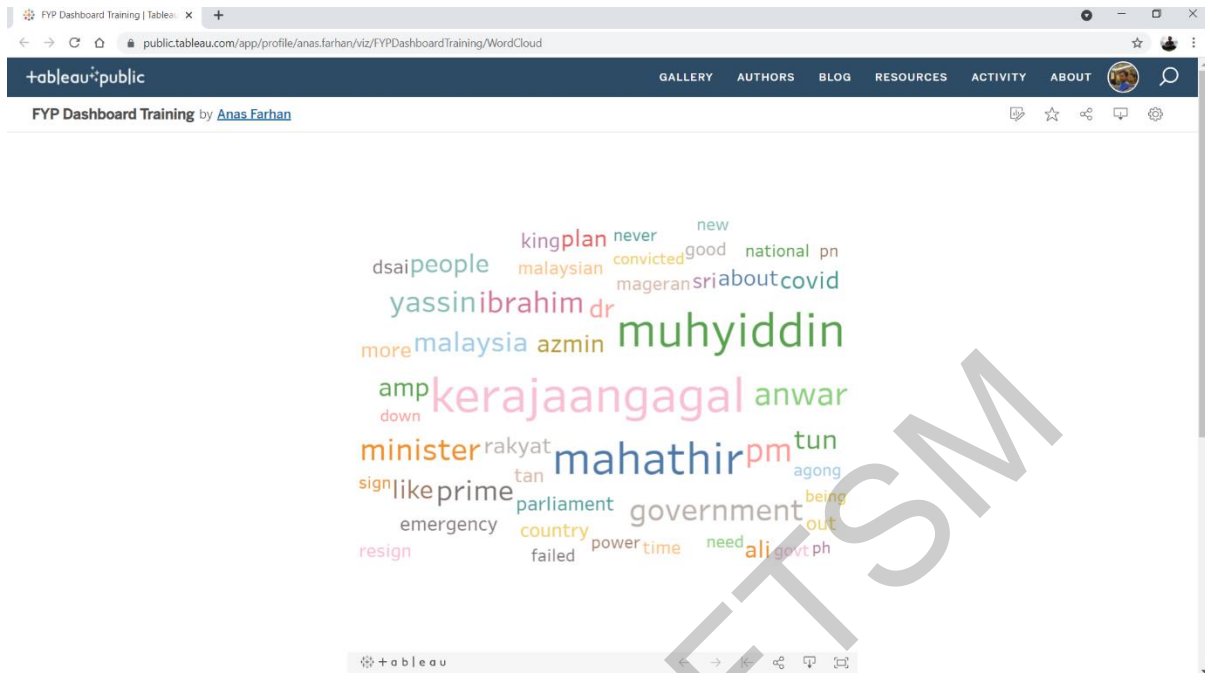 FYP Dashboard Training | Tableau
public.tableau.com/app/profile/anas.farhan/viz/FYPDashboardTraining/WordCloud
+ableau public GALLERY AUTHORS BLOG RESOURCES ACTIVITY ABOUT
FYP Dashboard Training by Anas Farhan
new
king plan never
good national pn
dsai people malaysian convicted
mageran sri about covid
yassin ibrahim dr
muhyiddin
more malaysia azmin
amp kerajaangagal anwar
down
minister rakyat mahathir pm tun
tan agong
sign like prime being
parliament government
emergency country out
resign failed power time need ali govt ph
+ableau
ETSM